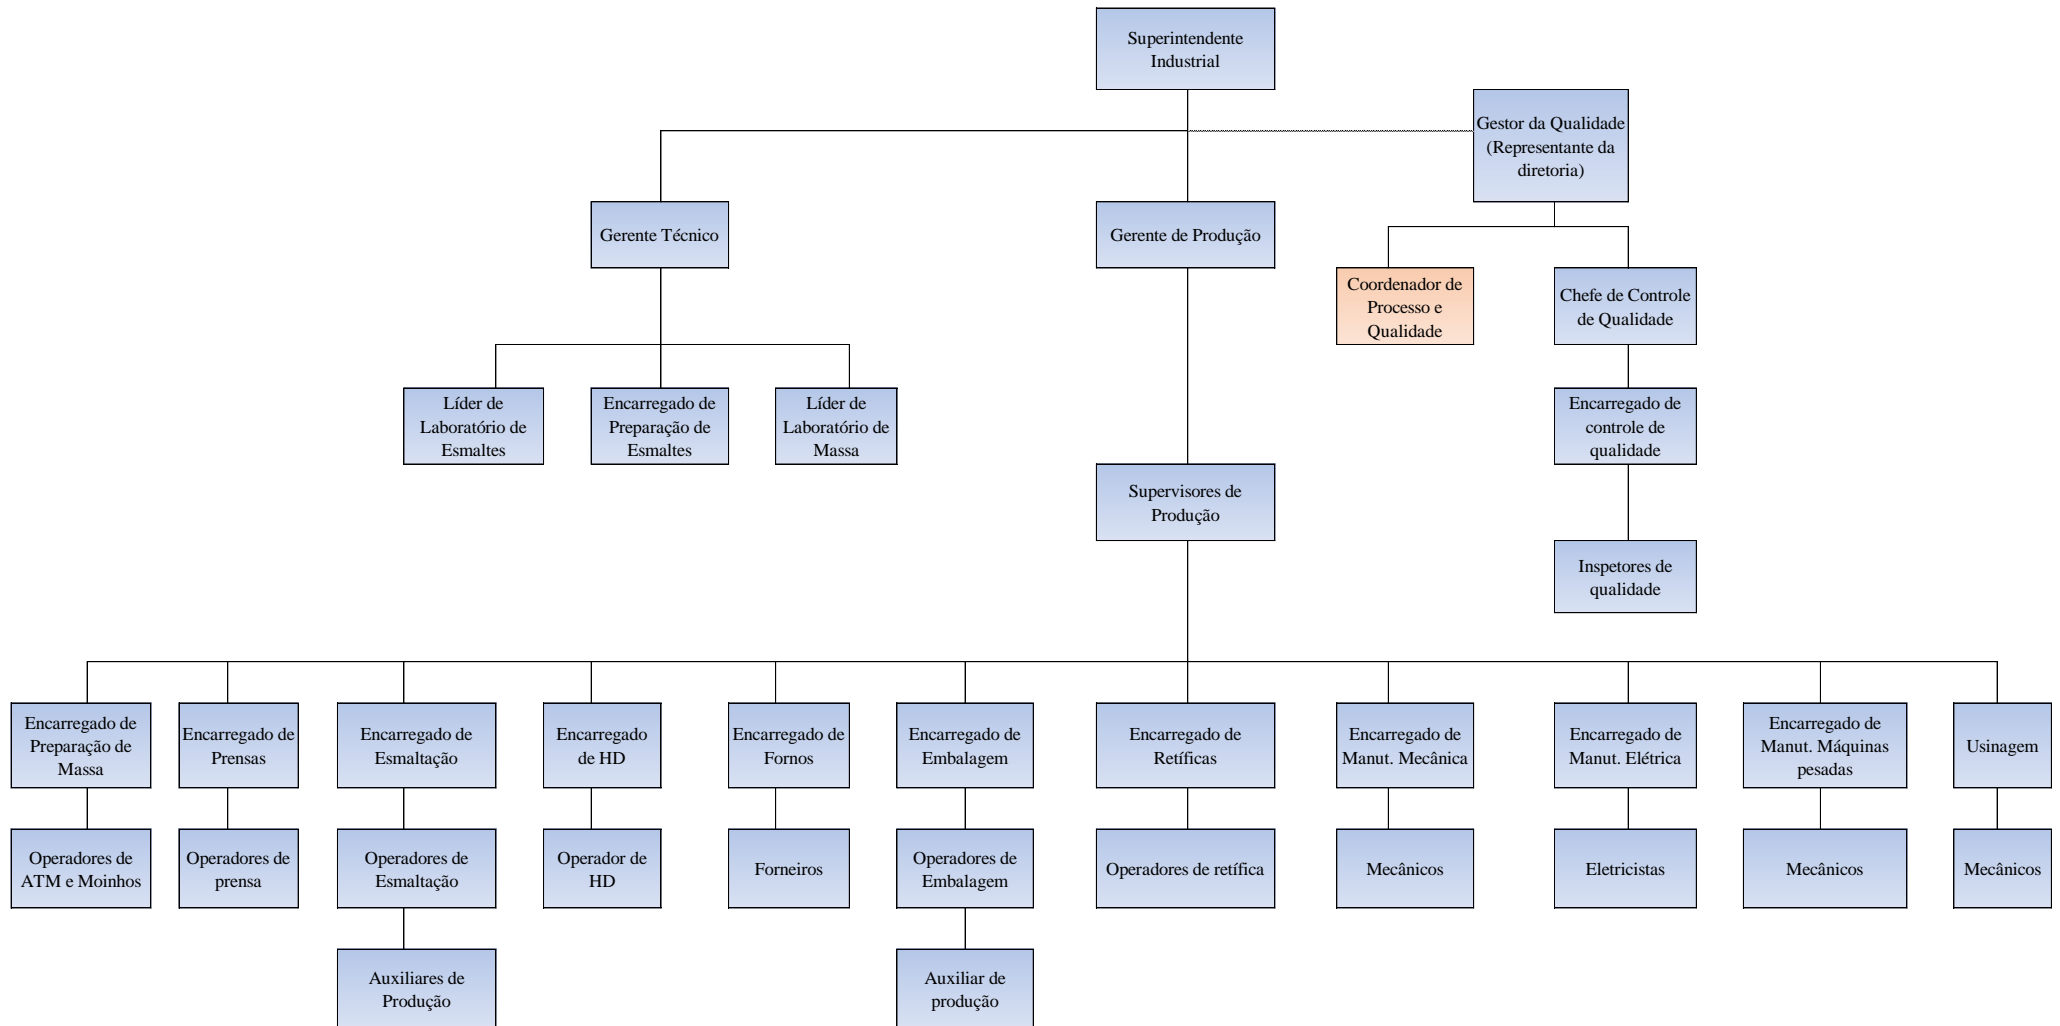 Superintendente
Industrial
Gestor da Qualidade
(Representante da
diretoria)
Gerente Técnico
Gerente de Produção
Coordenador de
Processo e
Qualidade
Chefe de Controle
de Qualidade
Líder de
Laboratório de
Esmaltes
Encarregado de
Preparação de
Esmaltes
Líder de
Laboratório de
Massa
Encarregado de
controle de
qualidade
Supervisores de
Produção
Inspetores de
qualidade
Encarregado de
Preparação de
Massa
Encarregado de
Prensas
Encarregado de
Esmaltação
Encarregado
de HD
Encarregado de
Fornos
Encarregado de
Embalagem
Encarregado de
Retíficas
Encarregado de
Manut. Mecânica
Encarregado de
Manut. Elétrica
Encarregado de
Manut. Máquinas
pesadas
Usinagem
Operadores de
ATM e Moinhos
Operadores de
prensa
Operadores de
Esmaltação
Operador de
HD
Forneiros
Operadores de
Embalagem
Operadores de retífica
Mecânicos
Eletricistas
Mecânicos
Mecânicos
Auxiliares de
Produção
Auxiliar de
produção